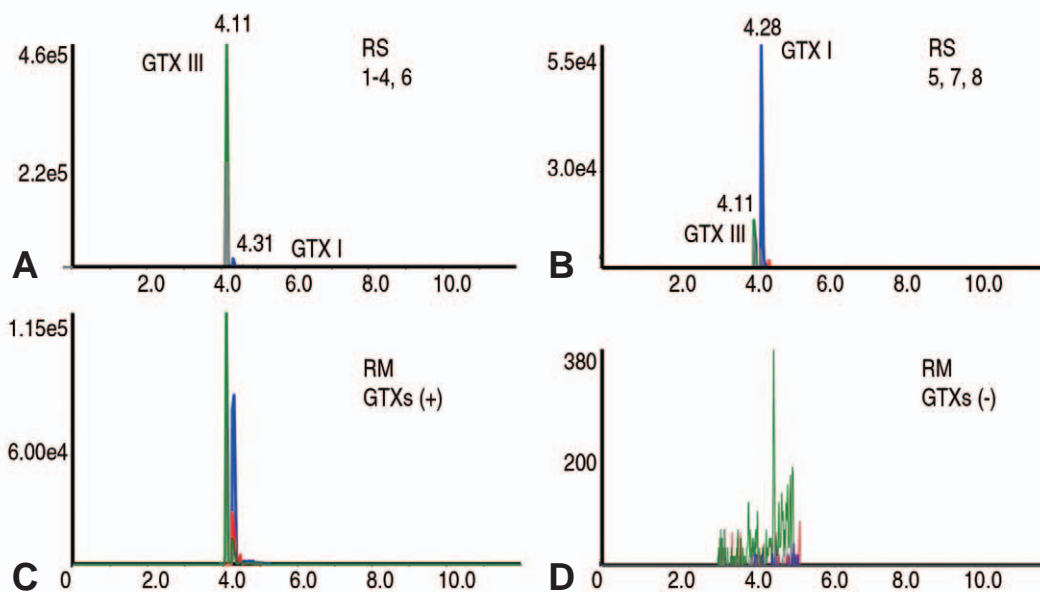 4.11
4.6e5
GTX III
RS
1-4, 6
2.2e5
4.31
GTX I
A
2.0
4.0
6.0
8.0
10.0
4.28
5.5e4
GTX I
RS
5, 7, 8
3.0e4
4.11
GTX III
B
2.0
4.0
6.0
8.0
10.0
1.15e5
RM
GTXs (+)
6.00e4
C
0
2.0
4.0
6.0
8.0
10.0
380
RM
GTXs (-)
200
D
0
2.0
4.0
6.0
8.0
10.0